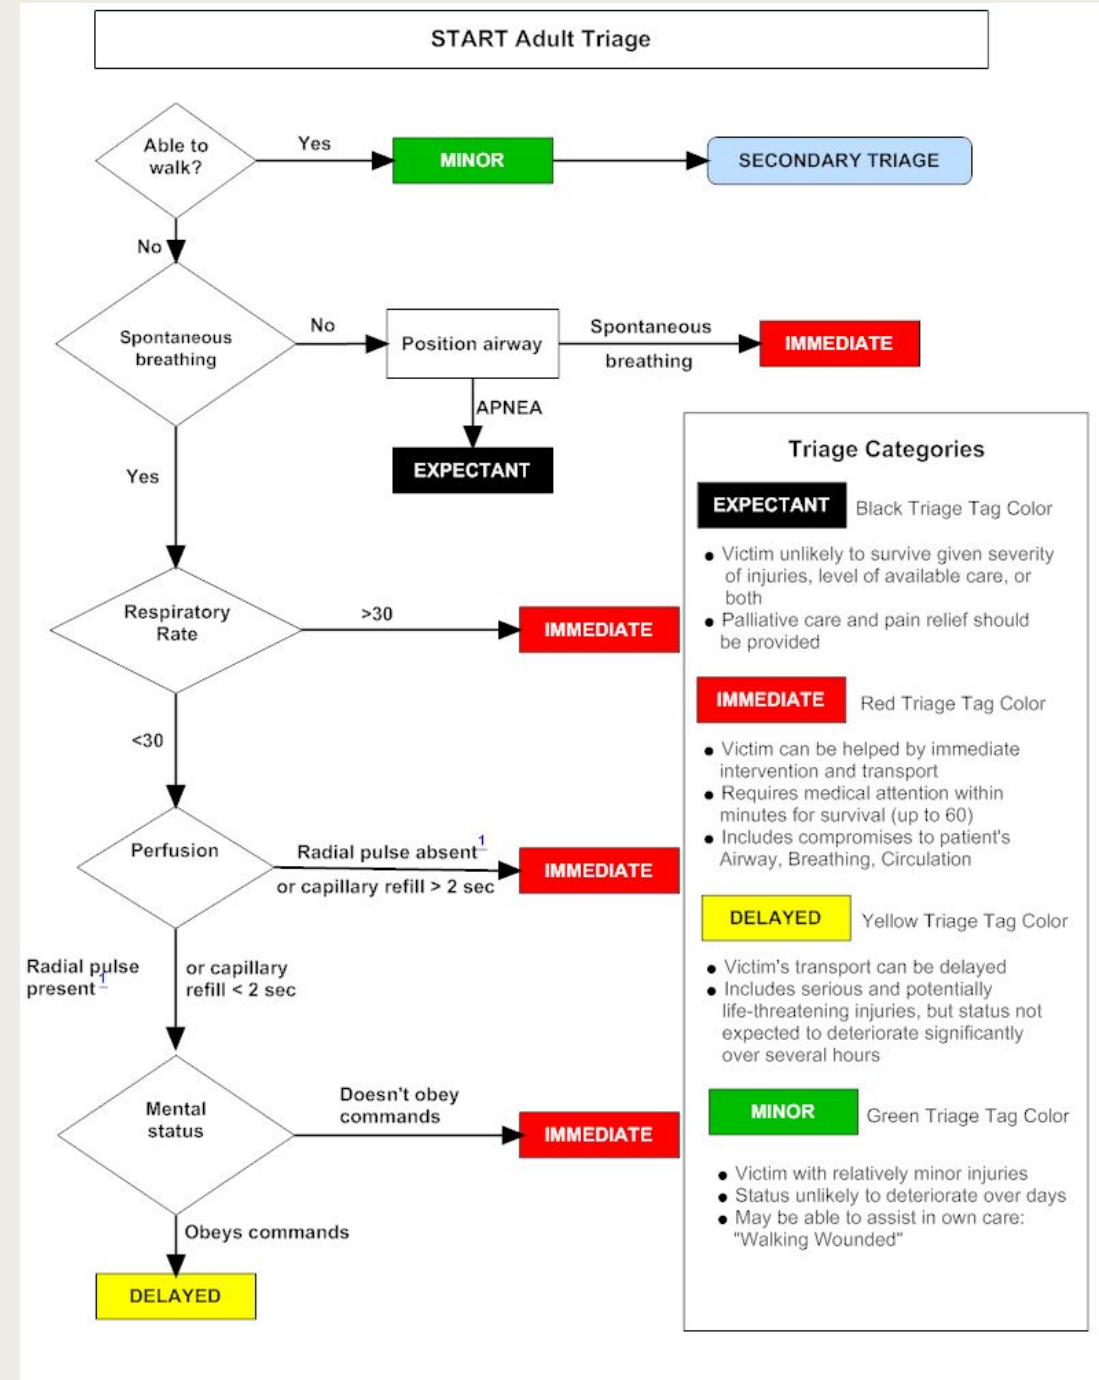 START Adult Triage
Able to
walk?
Yes
MINOR
SECONDARY TRIAGE
No
Spontaneous
breathing
No
Position airway
Spontaneous
breathing
IMMEDIATE
APNEA
EXPECTANT
Yes
Respiratory
Rate
>30
IMMEDIATE
<30
Perfusion
Radial pulse absent 1
or capillary refill > 2 sec
IMMEDIATE
Radial pulse
present 1
or capillary
refill < 2 sec
Mental
status
Doesn't obey
commands
IMMEDIATE
Obeys commands
DELAYED
Triage Categories
EXPECTANT Black Triage Tag Color
● Victim unlikely to survive given severity
of injuries, level of available care, or
both
● Palliative care and pain relief should
be provided
IMMEDIATE Red Triage Tag Color
● Victim can be helped by immediate
intervention and transport
● Requires medical attention within
minutes for survival (up to 60)
● Includes compromises to patient's
Airway, Breathing, Circulation
DELAYED Yellow Triage Tag Color
● Victim's transport can be delayed
● Includes serious and potentially
life-threatening injuries, but status not
expected to deteriorate significantly
over several hours
MINOR Green Triage Tag Color
● Victim with relatively minor injuries
● Status unlikely to deteriorate over days
● May be able to assist in own care:
"Walking Wounded"